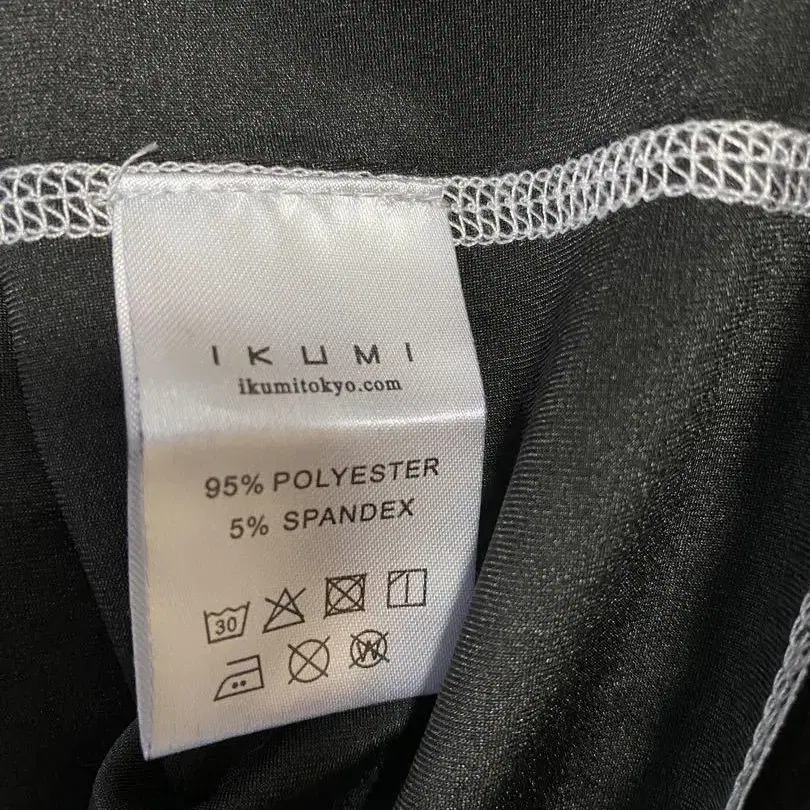 IKUMI
ikumitokyo.com
95% POLYESTER
5% SPANDEX
30
W